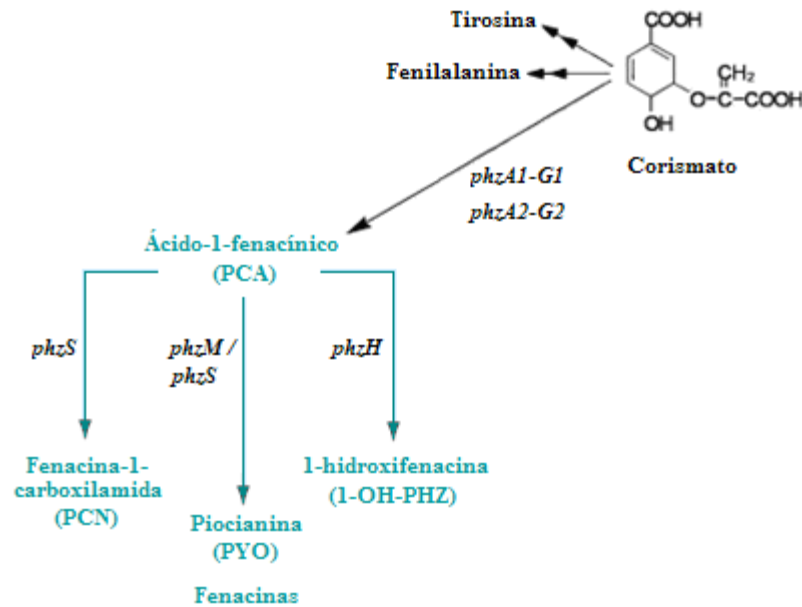 Tirosina
COOH
Fenilalanina
CH2
O-C-COOH
OH
Corismato
phzA1-G1
phzA2-G2
Ácido-1-fenacínico
(PCA)
phzS
phzM /
phzS
phzH
Fenacina-1-
carboxilamida
(PCN)
1-hidroxifenacina
(1-OH-PHZ)
Piocianina
(PYO)
Fenacinas